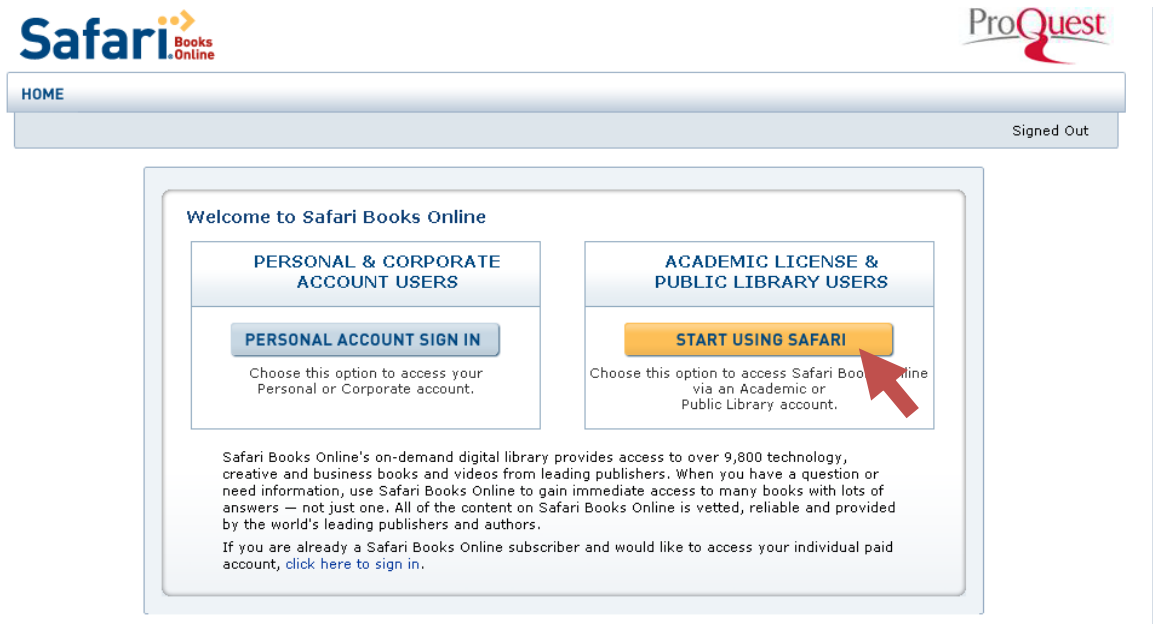 Safari Books Online
ProQuest
HOME
Signed Out
Welcome to Safari Books Online
PERSONAL & CORPORATE
ACCOUNT USERS
PERSONAL ACCOUNT SIGN IN
Choose this option to access your
Personal or Corporate account.
ACADEMIC LICENSE &
PUBLIC LIBRARY USERS
START USING SAFARI
Choose this option to access Safari Boo line
via an Academic or
Public Library account.
Safari Books Online's on-demand digital library provides access to over 9,800 technology,
creative and business books and videos from leading publishers. When you have a question or
need information, use Safari Books Online to gain immediate access to many books with lots of
answers — not just one. All of the content on Safari Books Online is vetted, reliable and provided
by the world's leading publishers and authors.
If you are already a Safari Books Online subscriber and would like to access your individual paid
account, click here to sign in.